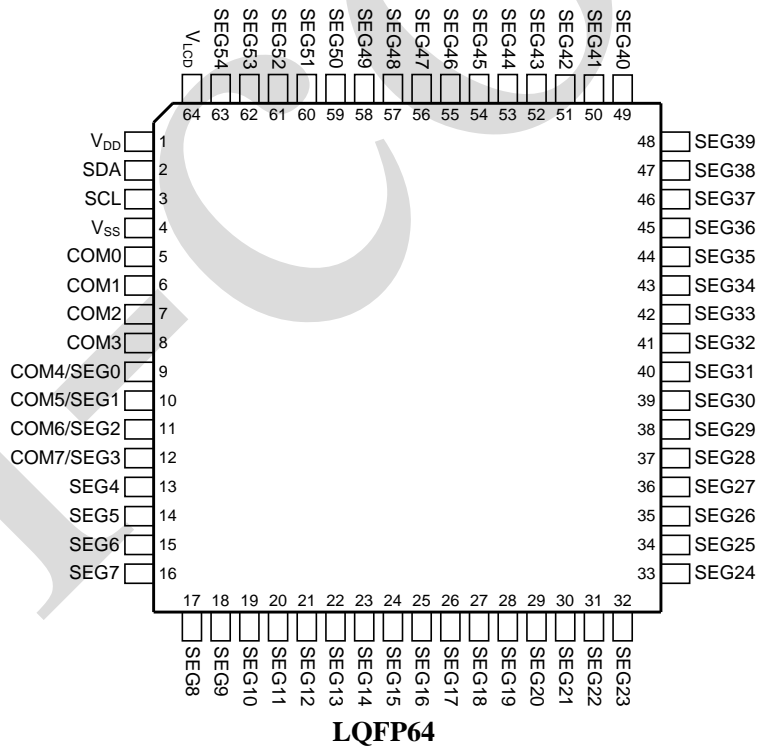 V_LCD SEG54 SEG53 SEG52 SEG51 SEG50 SEG49 SEG48 SEG47 SEG46 SEG45 SEG44 SEG43 SEG42 SEG41 SEG40
64 63 62 61 60 59 58 57 56 55 54 53 52 51 50 49
V_DD 1 48 SEG39
SDA 2 47 SEG38
SCL 3 46 SEG37
V_SS 4 45 SEG36
COM0 5 44 SEG35
COM1 6 43 SEG34
COM2 7 42 SEG33
COM3 8 41 SEG32
COM4/SEG0 9 40 SEG31
COM5/SEG1 10 39 SEG30
COM6/SEG2 11 38 SEG29
COM7/SEG3 12 37 SEG28
SEG4 13 36 SEG27
SEG5 14 35 SEG26
SEG6 15 34 SEG25
SEG7 16 33 SEG24
17 18 19 20 21 22 23 24 25 26 27 28 29 30 31 32
SEG8 SEG9 SEG10 SEG11 SEG12 SEG13 SEG14 SEG15 SEG16 SEG17 SEG18 SEG19 SEG20 SEG21 SEG22 SEG23
LQFP64